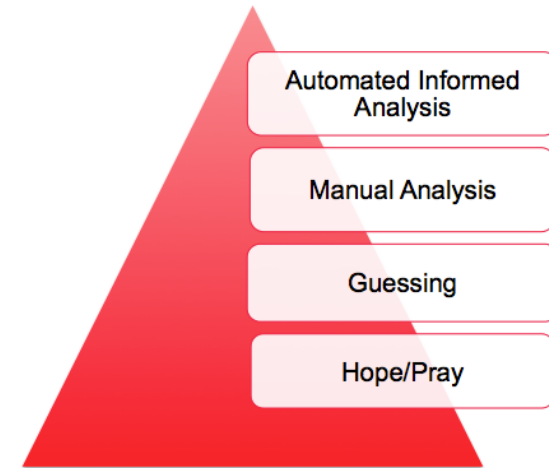 Automated Informed
Analysis
Manual Analysis
Guessing
Hope/Pray